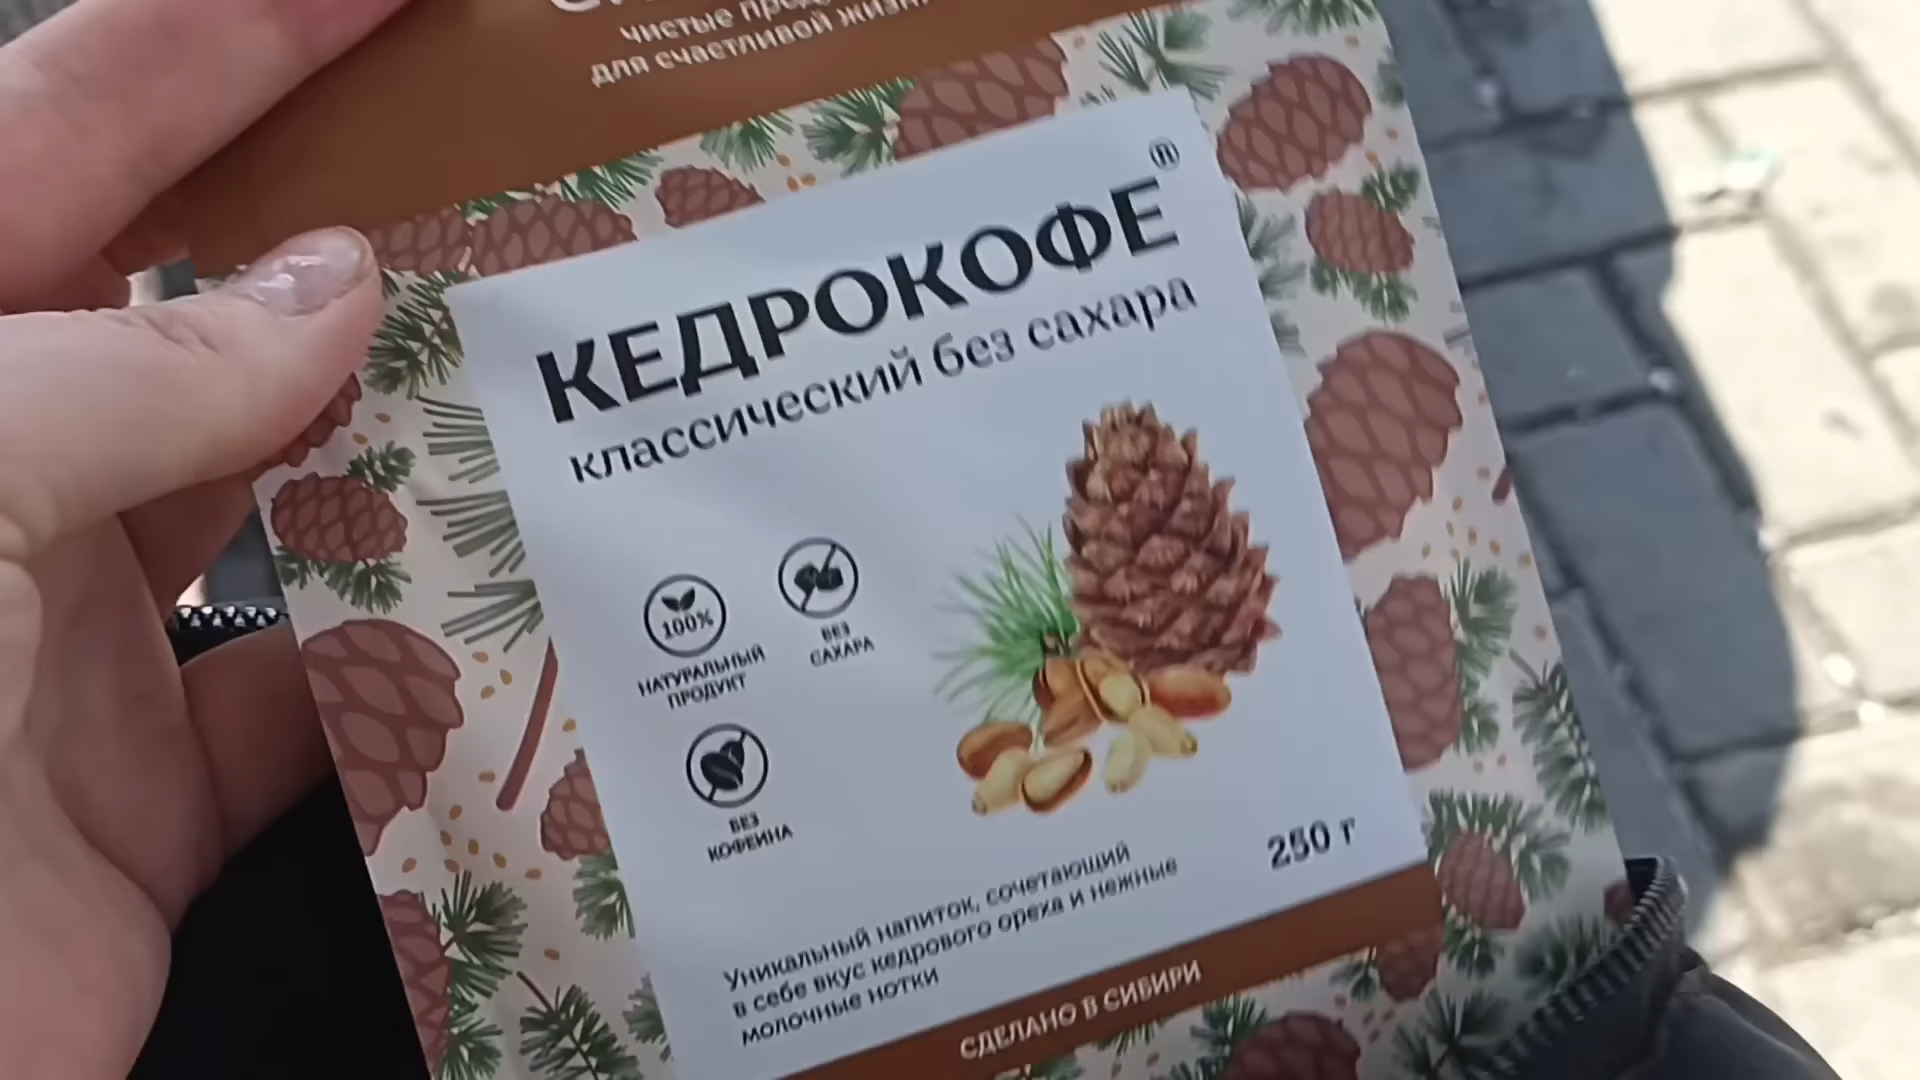 чистые
для счастливой жизни
КЕДРОКОФЕ®
классический без сахара
100%
НАТУРАЛЬНЫЙ
ПРОДУКТ
БЕЗ
САХАРА
БЕЗ
КОФЕИНА
250 г
Уникальный напиток, сочетающий
в себе вкус кедрового ореха и нежные
молочные нотки
СДЕЛАНО В СИБИРИ